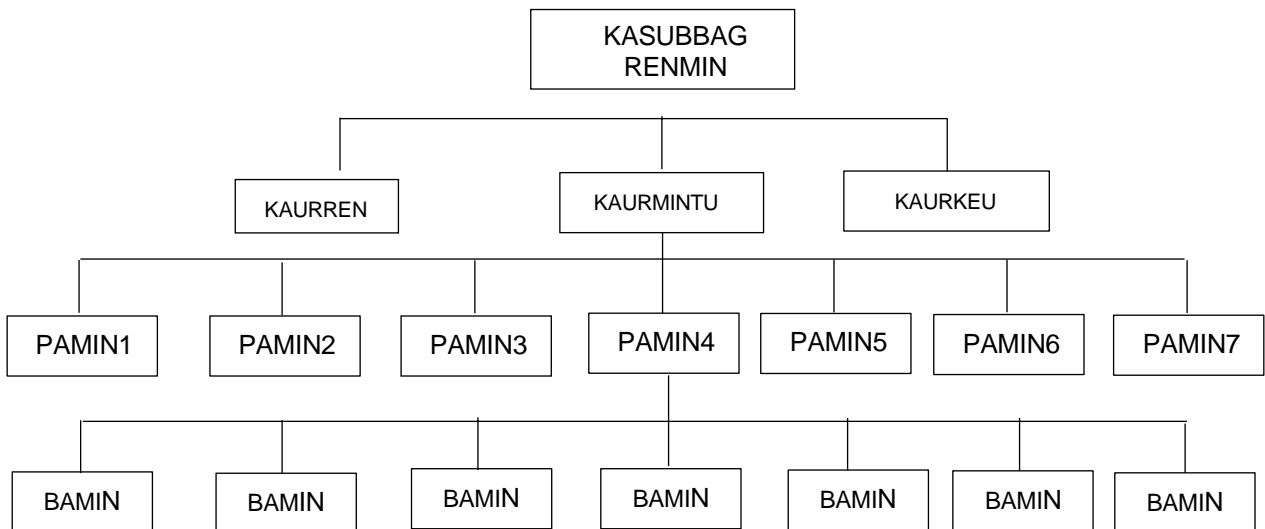 KASUBBAG
RENMIN
KAURREN
KAURMINTU
KAURKEU
PAMIN1
PAMIN2
PAMIN3
PAMIN4
PAMIN5
PAMIN6
PAMIN7
BAMIN
BAMIN
BAMIN
BAMIN
BAMIN
BAMIN
BAMIN